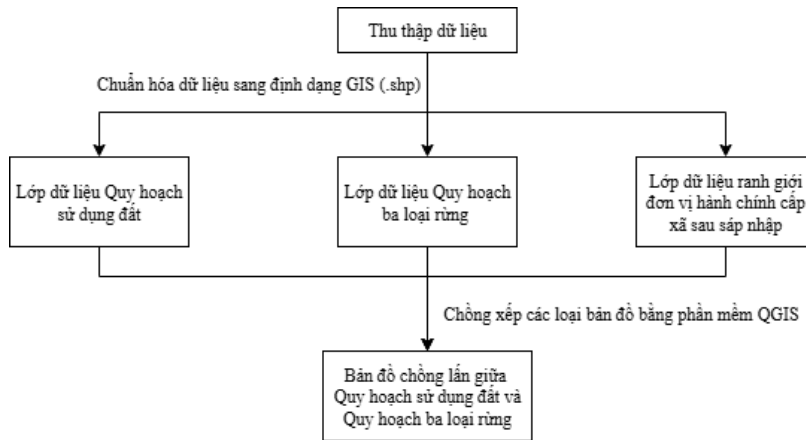 Thu thập dữ liệu
Chuẩn hóa dữ liệu sang định dạng GIS (.shp)
Lớp dữ liệu Quy hoạch
sử dụng đất
Lớp dữ liệu Quy hoạch
ba loại rừng
Lớp dữ liệu ranh giới
đơn vị hành chính cấp
xã sau sáp nhập
Chồng xếp các loại bản đồ bằng phần mềm QGIS
Bản đồ chồng lấn giữa
Quy hoạch sử dụng đất và
Quy hoạch ba loại rừng